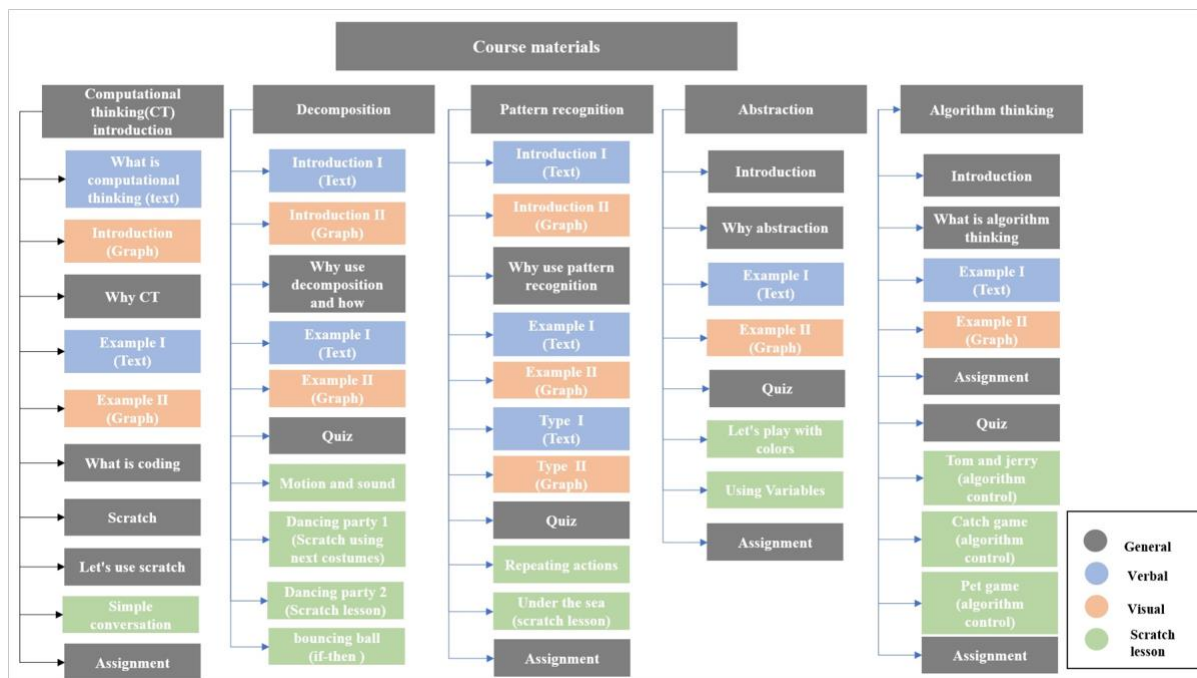 Course materials
Computational
thinking(CT)
introduction
What is
computational
thinking (text)
Introduction
(Graph)
Why CT
Example I
(Text)
Example II
(Graph)
What is coding
Scratch
Let's use scratch
Simple
conversation
Assignment
Decomposition
Introduction I
(Text)
Introduction II
(Graph)
Why use
decomposition
and how
Example I
(Text)
Example II
(Graph)
Quiz
Motion and sound
Dancing party 1
(Scratch using
next costumes)
Dancing party 2
(Scratch lesson)
bouncing ball
(if-then )
Pattern recognition
Introduction I
(Text)
Introduction II
(Graph)
Why use pattern
recognition
Example I
(Text)
Example II
(Graph)
Type I
(Text)
Type II
(Graph)
Quiz
Repeating actions
Under the sea
(scratch lesson)
Assignment
Abstraction
Introduction
Why abstraction
Example I
(Text)
Example II
(Graph)
Quiz
Let's play with
colors
Using Variables
Assignment
Algorithm thinking
Introduction
What is algorithm
thinking
Example I
(Text)
Example II
(Graph)
Assignment
Quiz
Tom and jerry
(algorithm
control)
Catch game
(algorithm
control)
Pet game
(algorithm
control)
Assignment
General
Verbal
Visual
Scratch
lesson